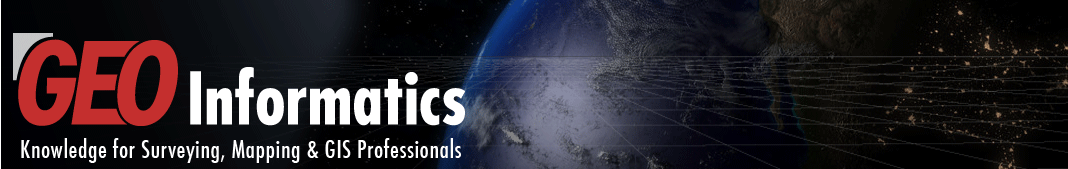 GEO Informatics
Knowledge for Surveying, Mapping & GIS Professionals